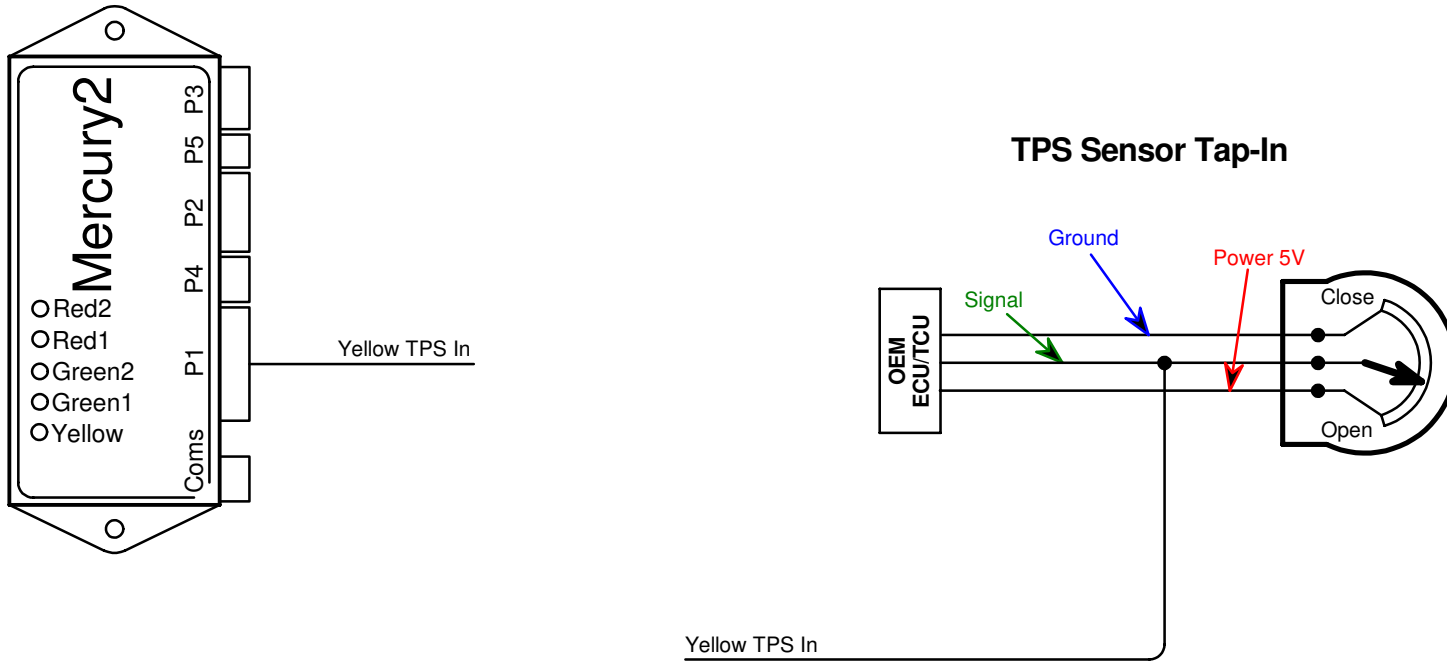 Mercury2
P3
P5
P2
P4
P1
Coms
Red2
Red1
Green2
Green1
Yellow
Yellow TPS In
TPS Sensor Tap-In
Ground
Power 5V
Signal
OEM
ECU/TCU
Close
Open
Yellow TPS In